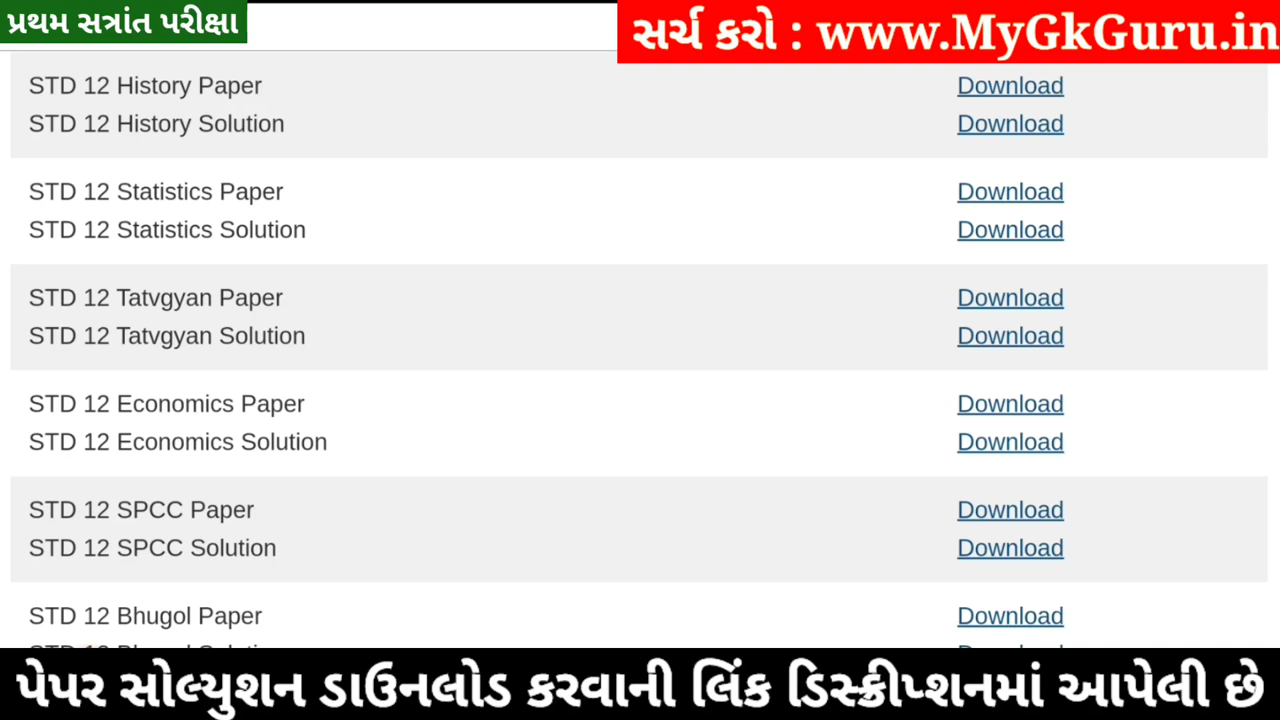 પ્રથમ સત્રાંત પરીક્ષા
સર્ચ કરો : www.MyGkGuru.in
STD 12 History Paper Download
STD 12 History Solution Download
STD 12 Statistics Paper Download
STD 12 Statistics Solution Download
STD 12 Tatvgyan Paper Download
STD 12 Tatvgyan Solution Download
STD 12 Economics Paper Download
STD 12 Economics Solution Download
STD 12 SPCC Paper Download
STD 12 SPCC Solution Download
STD 12 Bhugol Paper Download
પેપર સોલ્યુશન ડાઉનલોડ કરવાની લિંક ડિસ્ક્રીપ્શનમાં આપેલી છે